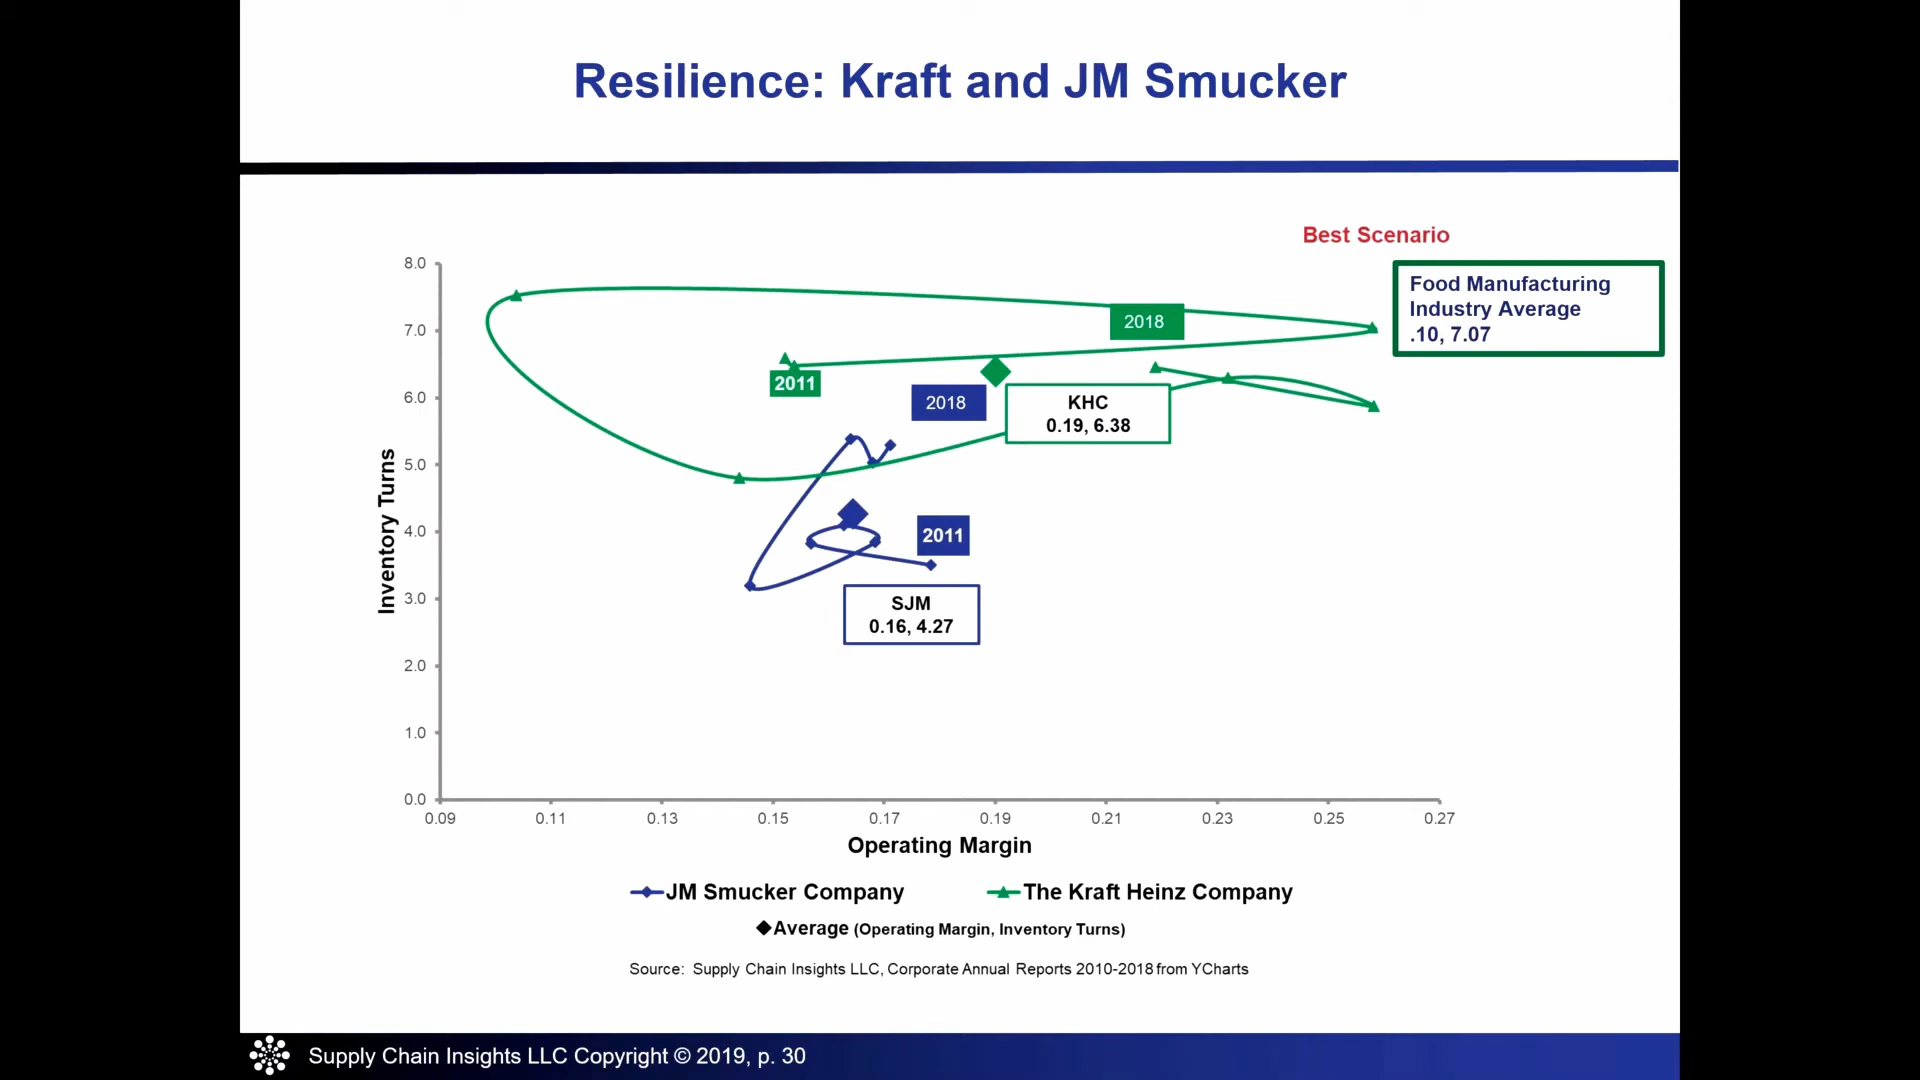 Resilience: Kraft and JM Smucker
Best Scenario
Food Manufacturing
Industry Average
.10, 7.07
8.0
7.0
6.0
5.0
4.0
3.0
2.0
1.0
0.0
Inventory Turns
2018
2011
2018
KHC
0.19, 6.38
2011
SJM
0.16, 4.27
0.09 0.11 0.13 0.15 0.17 0.19 0.21 0.23 0.25 0.27
Operating Margin
JM Smucker Company The Kraft Heinz Company
Average (Operating Margin, Inventory Turns)
Source: Supply Chain Insights LLC, Corporate Annual Reports 2010-2018 from YCharts
Supply Chain Insights LLC Copyright © 2019, p. 30